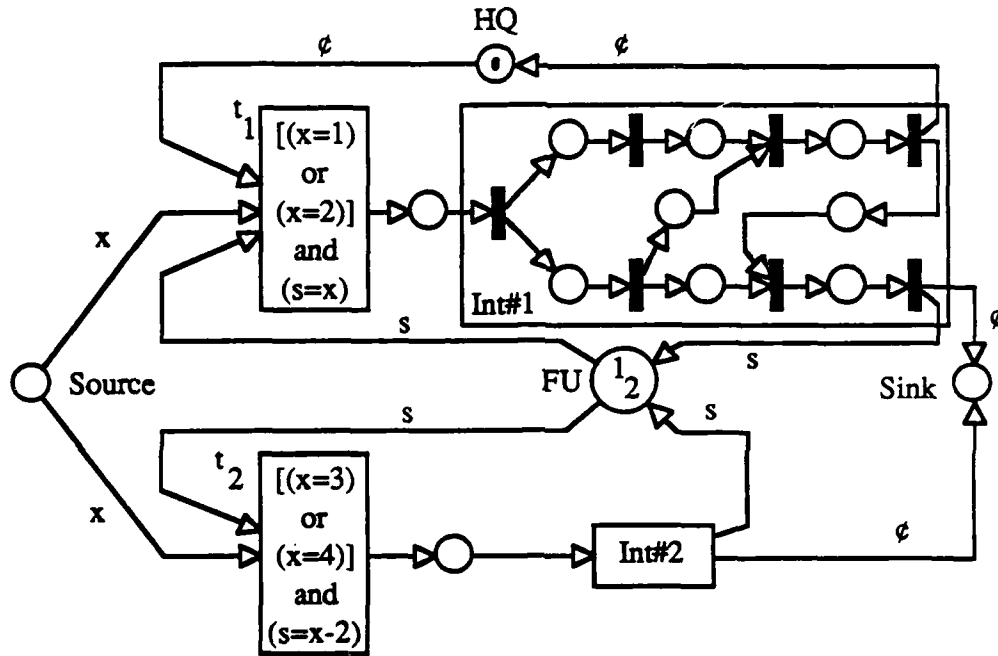 HQ
¢
¢
t1
[(x=1)
or
(x=2)]
and
(s=x)
x
Int#1
¢
s
s
Source
FU
1
2
Sink
s
s
t2
[(x=3)
or
(x=4)]
and
(s=x-2)
x
Int#2
¢